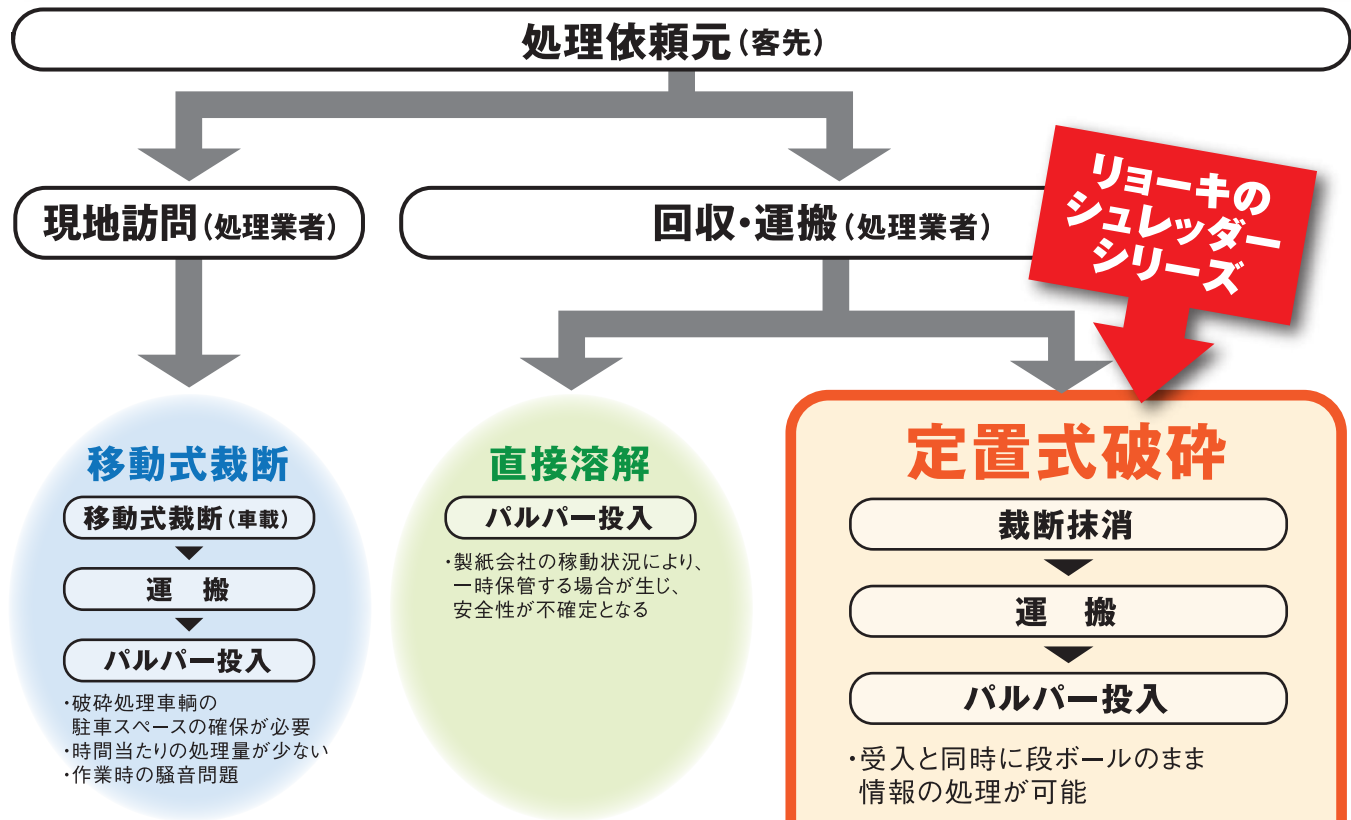 処理依頼元(客先)
現地訪問(処理業者)
回収・運搬(処理業者)
リョーキの
シュレッダー
シリーズ
移動式裁断
移動式裁断(車載)
運 搬
パルパー投入
・破砕処理車輌の
駐車スペースの確保が必要
・時間当たりの処理量が少ない
・作業時の騒音問題
直接溶解
パルパー投入
・製紙会社の稼動状況により、
一時保管する場合が生じ、
安全性が不確定となる
定置式破砕
裁断抹消
運 搬
パルパー投入
・受入と同時に段ボールのまま
情報の処理が可能